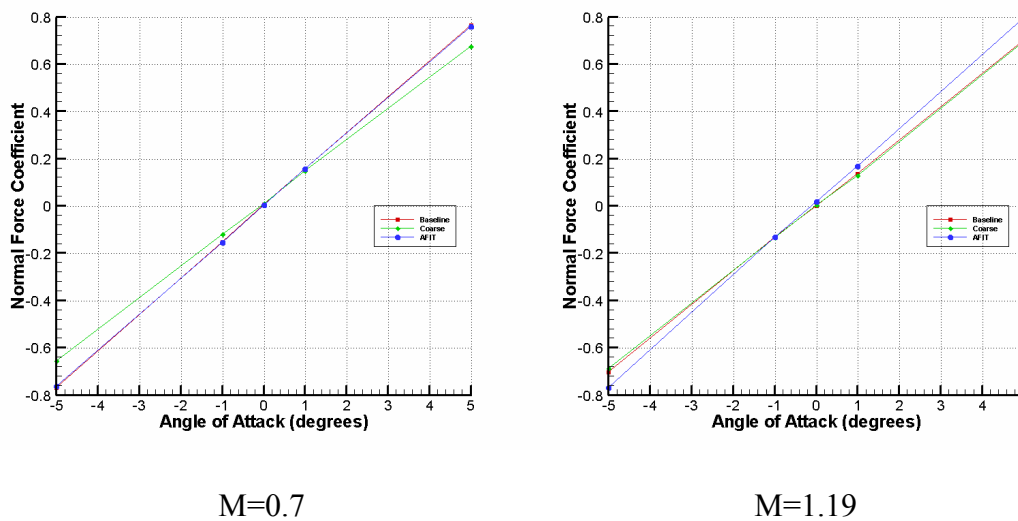 0.8
0.6
0.4
0.2
0
-0.2
-0.4
-0.6
-0.8
Normal Force Coefficient
-5 -4 -3 -2 -1 0 1 2 3 4 5
Angle of Attack (degrees)
Baseline
Coarse
AFIT
M=0.7
0.8
0.6
0.4
0.2
0
-0.2
-0.4
-0.6
-0.8
Normal Force Coefficient
-5 -4 -3 -2 -1 0 1 2 3 4
Angle of Attack (degrees)
Baseline
Coarse
AFIT
M=1.19